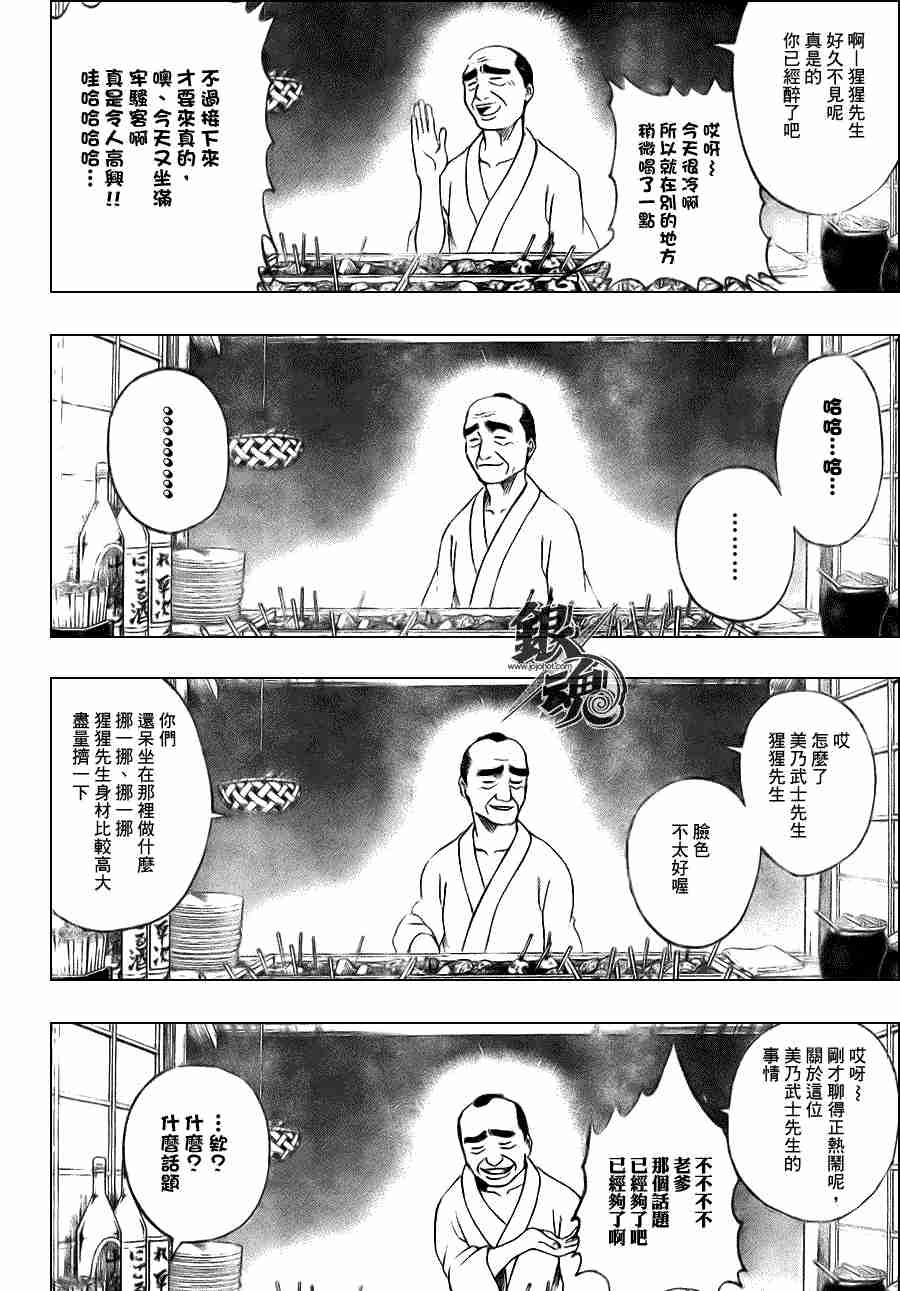 啊—猩猩先生
好久不見呢
真是的
你已經醉了吧
哎呀~
今天很冷啊
所以就在別的地方
稍微喝了一點
不過接下來
才要來真的，
噢、今天又坐滿
牢騷客啊
真是令人高興!!
哇哈哈哈哈…
哈哈…哈…
………
………
にごる酒
銀魂
www.jojohot.com
哎
怎麼了
美乃武士先生
猩猩先生
臉色
不太好喔
你們
還呆坐在那裡做什麼
挪一挪、挪一挪
猩猩先生身材比較高大
盡量擠一下
哎呀~
剛才聊得正熱鬧呢，
關於這位
美乃武士先生的
事情
不不不不
老爹
那個話題
已經夠了吧
已經夠了啊
…欸?
什麼?
什麼話題